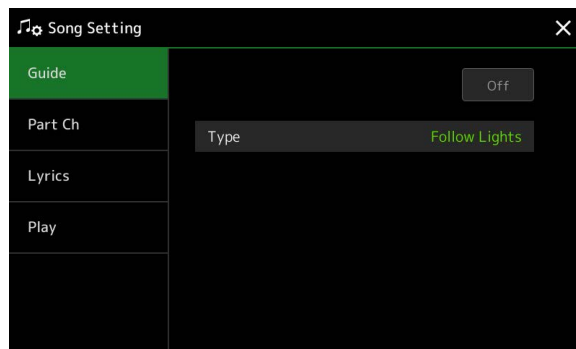 Song Setting
Guide
Off
Part Ch
Type Follow Lights
Lyrics
Play